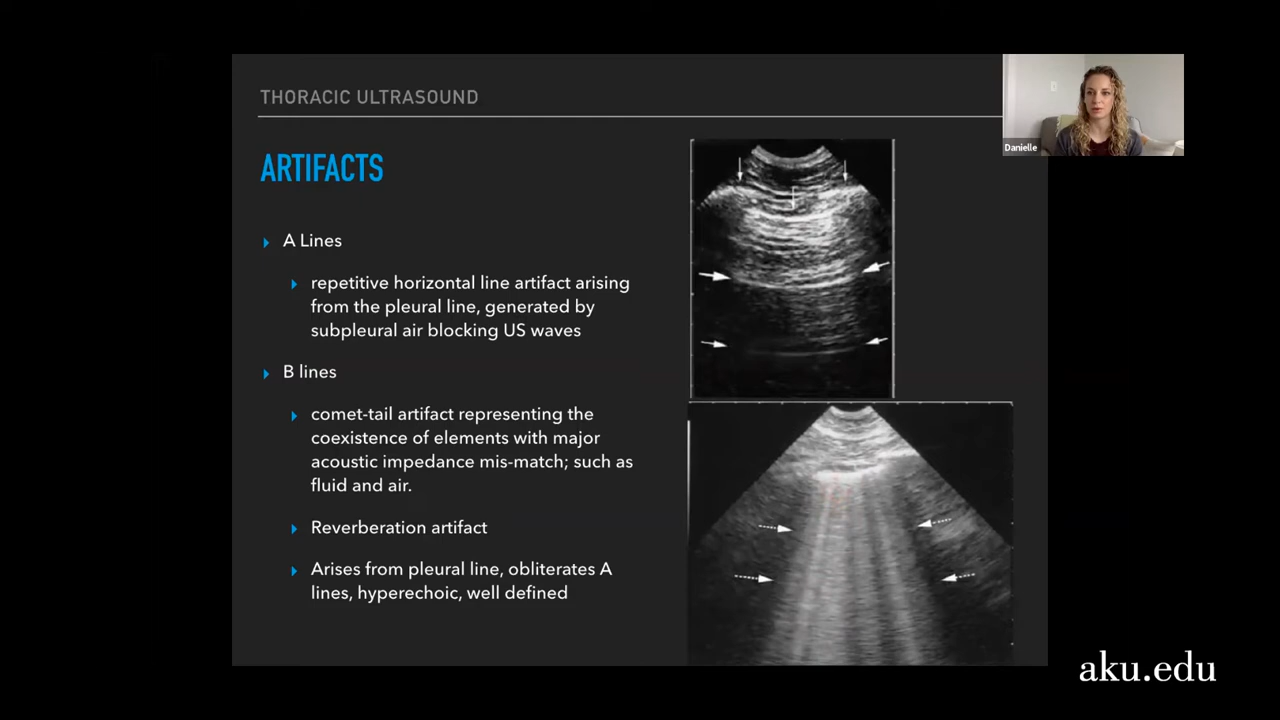 THORACIC ULTRASOUND
Danielle
ARTIFACTS
A Lines
repetitive horizontal line artifact arising
from the pleural line, generated by
subpleural air blocking US waves
B lines
comet-tail artifact representing the
coexistence of elements with major
acoustic impedance mis-match; such as
fluid and air.
Reverberation artifact
Arises from pleural line, obliterates A
lines, hyperechoic, well defined
aku.edu